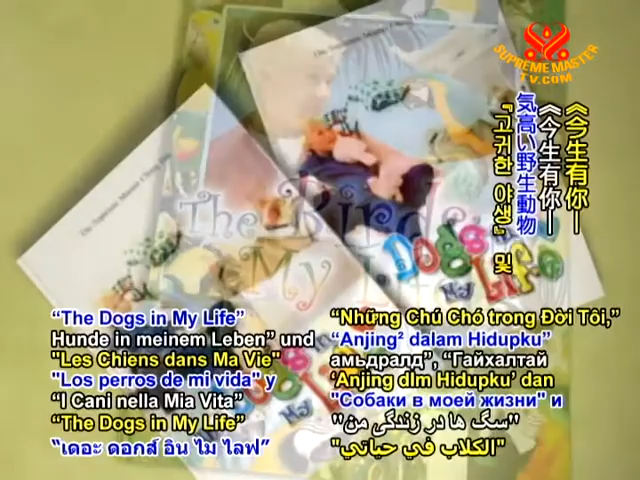 SUPREME MASTER
TV.COM
《今生有你—
《今生有你—
気高い野生動物
『고귀한 야생』 및
The Birds
in
My Life
Dogs
in
My Life
“The Dogs in My Life”
Hunde in meinem Leben” und
"Les Chiens dans Ma Vie"
"Los perros de mi vida" y
“I Cani nella Mia Vita”
“The Dogs in My Life”
“เดอะ ดอกส์ อิน ไม ไลฟ”
“Những Chú Chó trong Đời Tôi,”
“Anjing² dalam Hidupku”
амьдралд”, “Гайхалтай
‘Anjing dlm Hidupku’ dan
"Собаки в моей жизни" и
"سگ ها در زندگی من"
"الكلاب في حياتي"